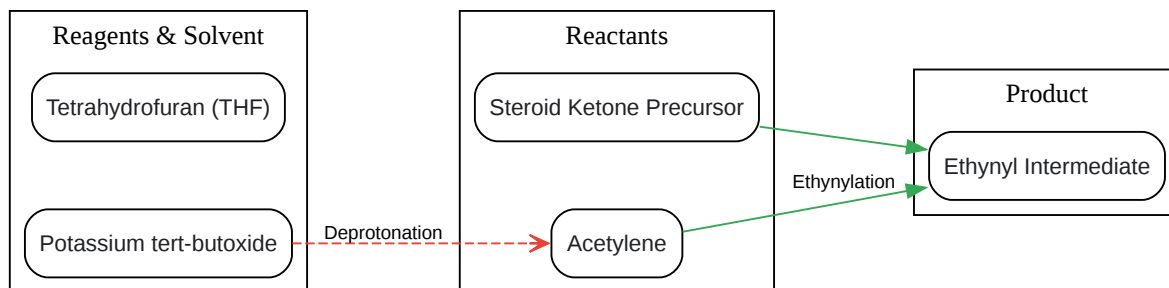 Reagents & Solvent
Tetrahydrofuran (THF)
Potassium tert-butoxide
Deprotonation
Reactants
Steroid Ketone Precursor
Acetylene
Ethynylation
Product
Ethynyl Intermediate